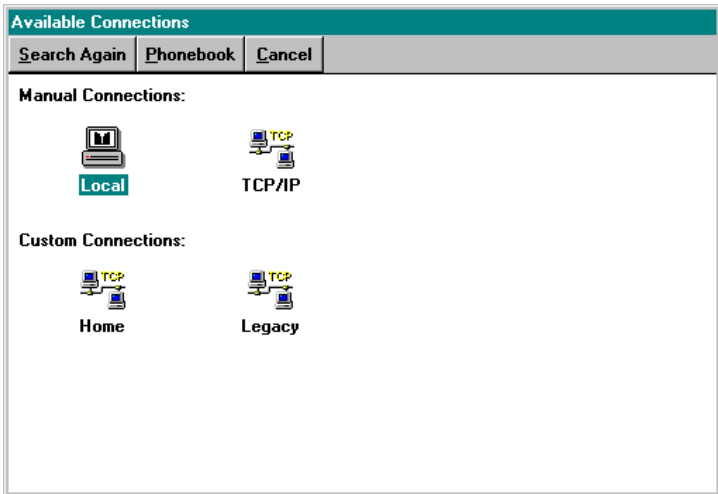 Available Connections
Search Again Phonebook Cancel
Manual Connections:
TCP
Local TCP/IP
Custom Connections:
TCP TCP
Home Legacy